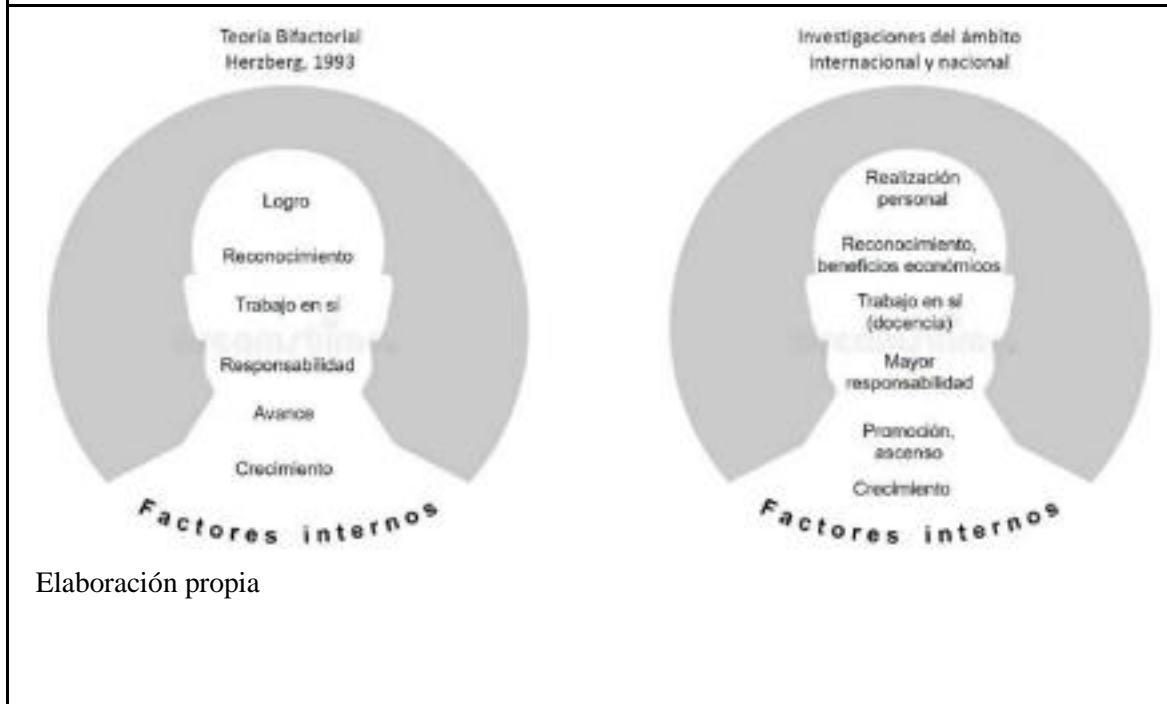 Teoría Bifactorial
Herzberg, 1993
Logro
Reconocimiento
Trabajo en sí
Responsabilidad
Avance
Crecimiento
Factores internos
Investigaciones del ámbito
internacional y nacional
Realización
personal
Reconocimiento,
beneficios económicos
Trabajo en sí
(docencia)
Mayor
responsabilidad
Promoción,
ascenso
Crecimiento
Factores internos
Elaboración propia